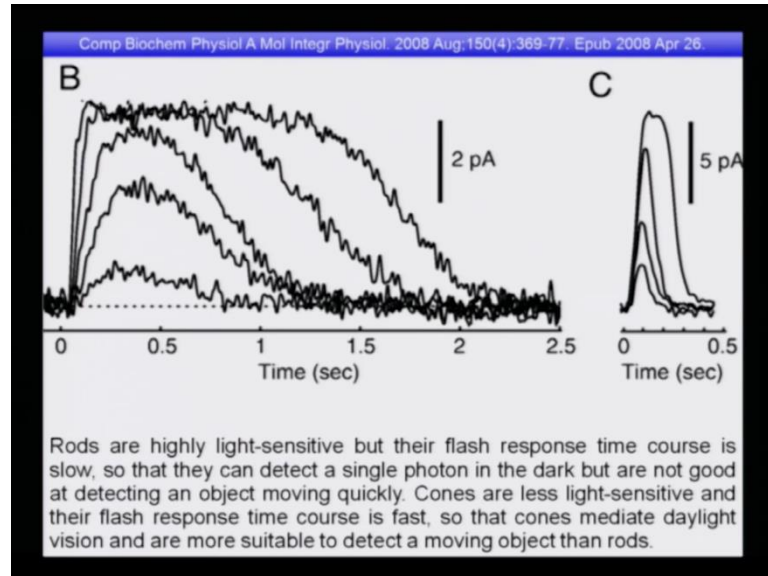 Comp Biochem Physiol A Mol Integr Physiol. 2008 Aug;150(4):369-77. Epub 2008 Apr 26.
B
C
2 pA
5 pA
0 0.5 1 1.5 2 2.5
Time (sec)
0 0.5
Time (sec)
Rods are highly light-sensitive but their flash response time course is
slow, so that they can detect a single photon in the dark but are not good
at detecting an object moving quickly. Cones are less light-sensitive and
their flash response time course is fast, so that cones mediate daylight
vision and are more suitable to detect a moving object than rods.